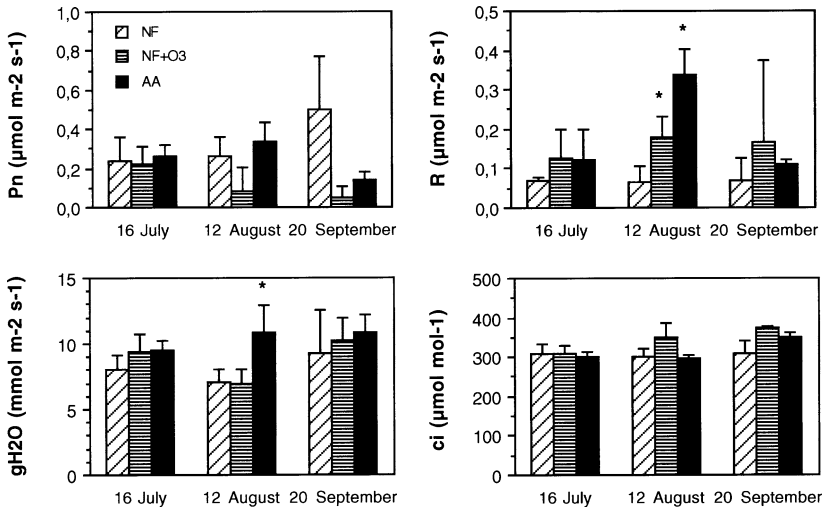 Pn (µmol m-2 s-1)
1,0
0,8
0,6
0,4
0,2
0,0
NF
NF+O3
AA
16 July
12 August
20 September
R (µmol m-2 s-1)
0,5
0,4
0,3
0,2
0,1
0,0
*
*
16 July
12 August
20 September
gH2O (mmol m-2 s-1)
15
10
5
0
*
16 July
12 August
20 September
ci (µmol mol-1)
500
400
300
200
100
0
16 July
12 August
20 September